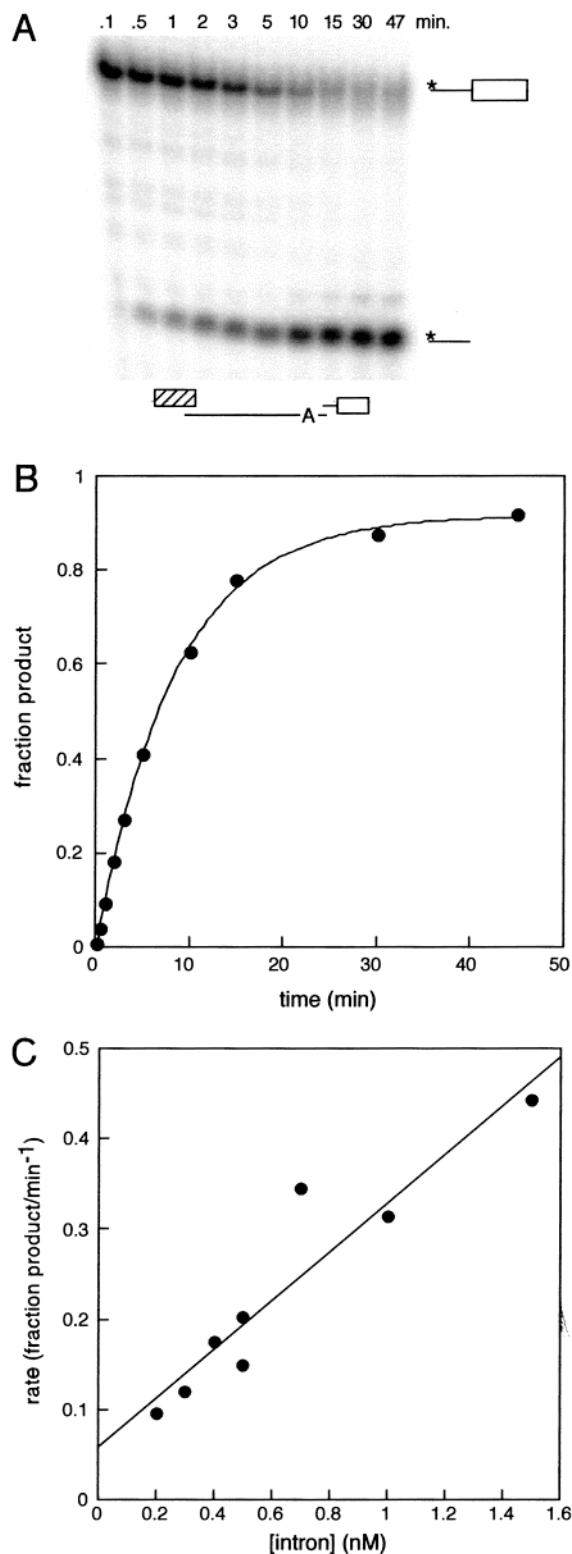 A
.1 .5 1 2 3 5 10 15 30 47 min.
*
*
A
B
1
0.8
0.6
0.4
0.2
0
fraction product
0 10 20 30 40 50
time (min)
C
0.5
0.4
0.3
0.2
0.1
0
rate (fraction product/min-1)
0 0.2 0.4 0.6 0.8 1 1.2 1.4 1.6
[intron] (nM)